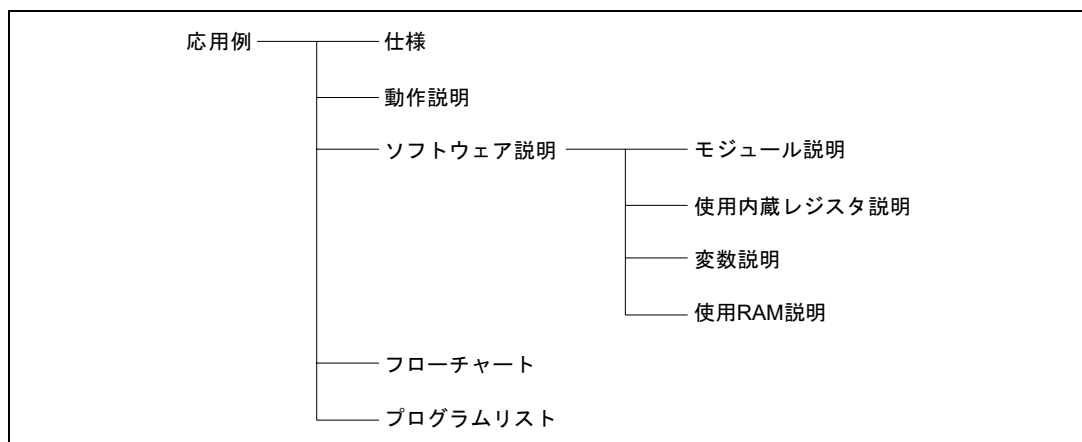 応用例
仕様
動作説明
ソフトウェア説明
モジュール説明
使用内蔵レジスタ説明
変数説明
使用RAM説明
フローチャート
プログラムリスト